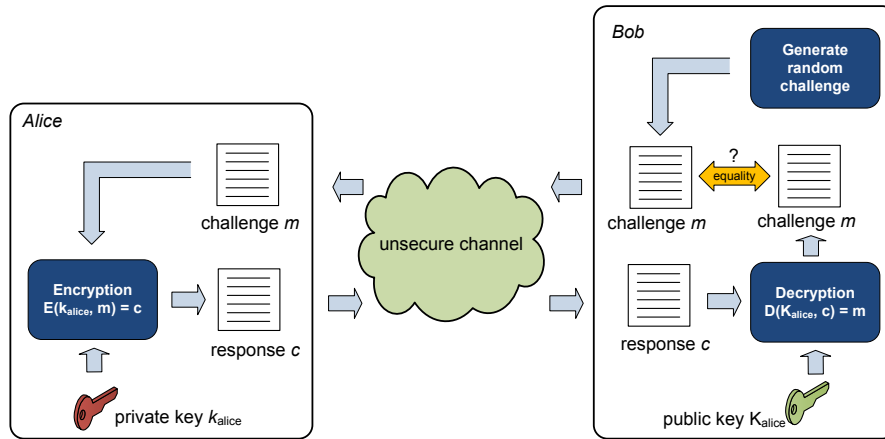 Alice
challenge m
Encryption
E(kalice, m) = c
response c
private key kalice
unsecure channel
Bob
Generate
random
challenge
?
equality
challenge m
challenge m
Decryption
D(Kalice, c) = m
response c
public key Kalice